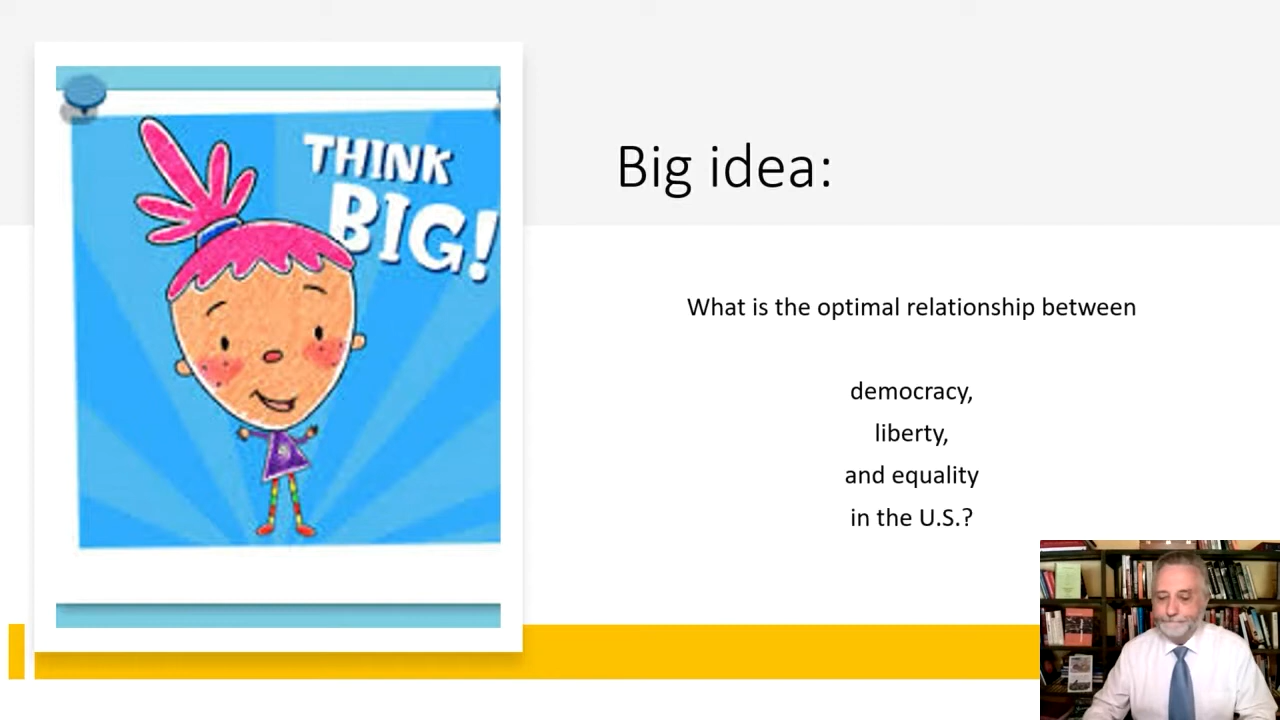 THINK
BIG!
Big idea:
What is the optimal relationship between
democracy,
liberty,
and equality
in the U.S.?